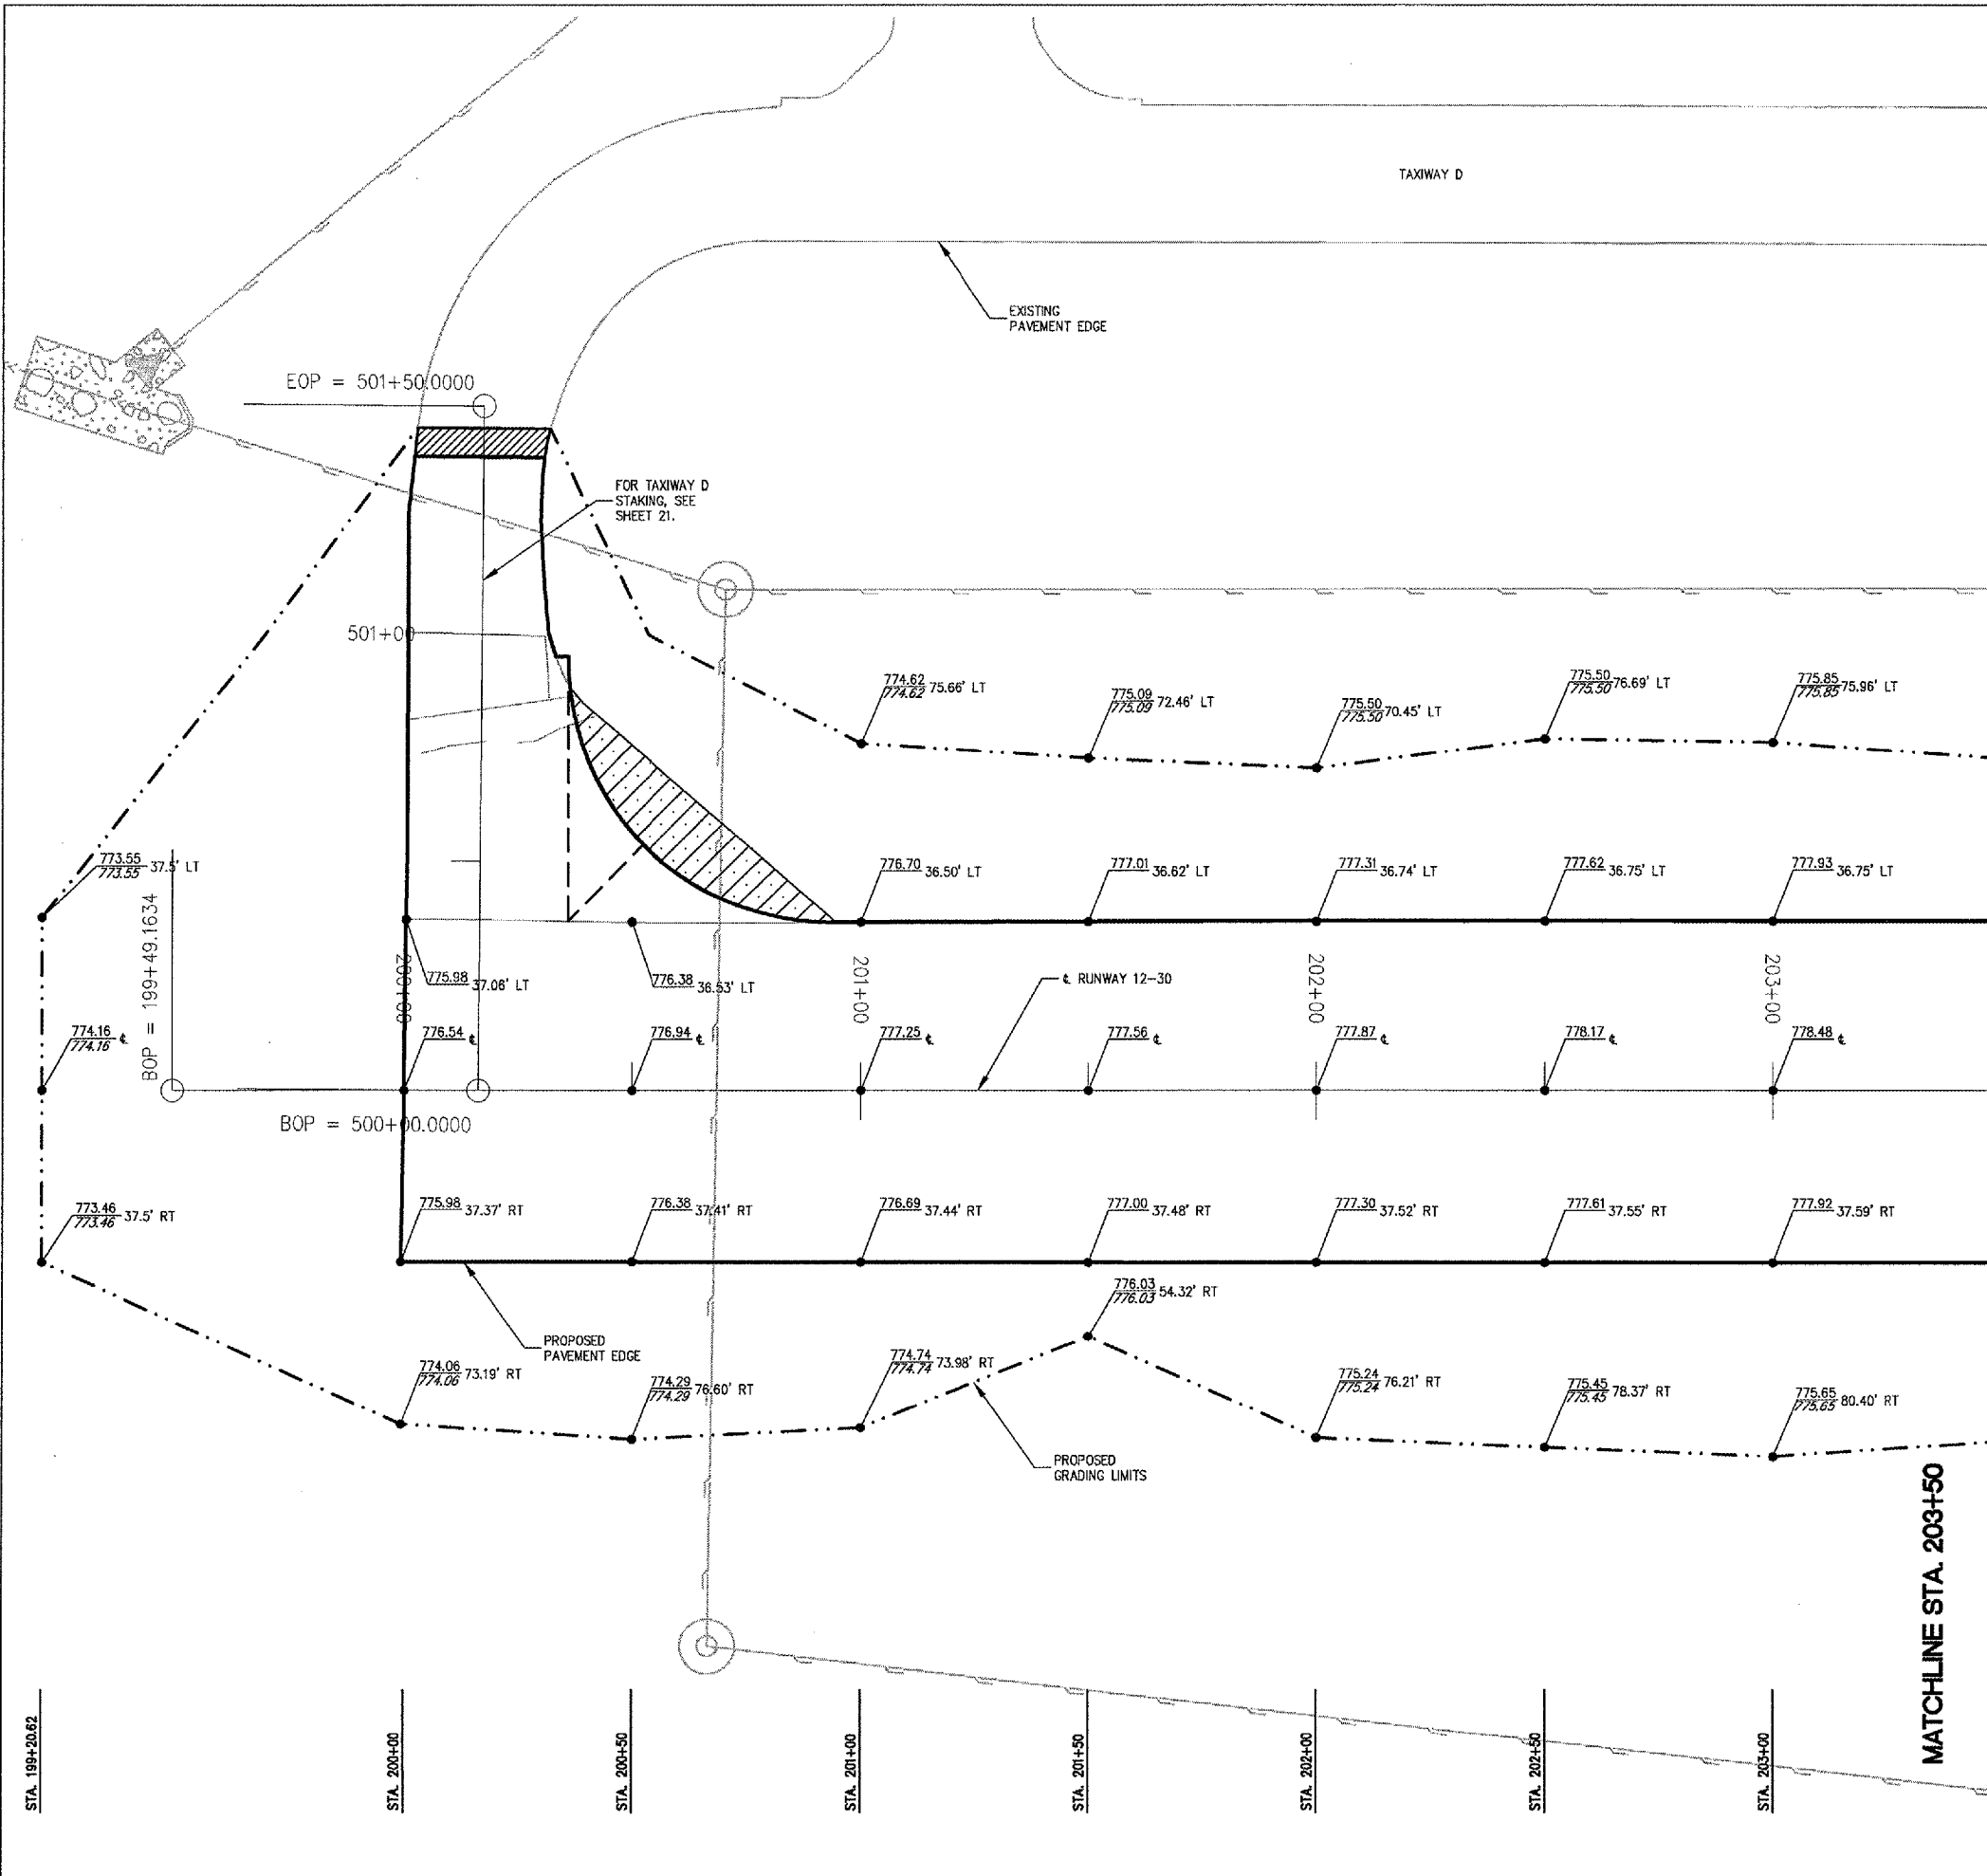 TAXIWAY D
EXISTING
PAVEMENT EDGE
EOP = 501+50.0000
FOR TAXIWAY D
STAKING, SEE
SHEET 21.
501+00
774.62
774.62 75.66' LT
775.09
775.09 72.46' LT
775.50
775.50 70.45' LT
775.50
775.50 76.69' LT
775.85
775.85 75.96' LT
773.55
773.55 37.5' LT
776.70 36.50' LT
777.01 36.62' LT
777.31 36.74' LT
777.62 36.75' LT
777.93 36.75' LT
BOP = 199+49.1634
200+00
775.98 37.06' LT
776.38 36.53' LT
201+00
℄ RUNWAY 12-30
202+00
203+00
774.16
774.16 ℄
776.54 ℄
776.94 ℄
777.25 ℄
777.56 ℄
777.87 ℄
778.17 ℄
778.48 ℄
BOP = 500+00.0000
773.46
773.46 37.5' RT
775.98 37.37' RT
776.38 37.41' RT
776.69 37.44' RT
777.00 37.48' RT
777.30 37.52' RT
777.61 37.55' RT
777.92 37.59' RT
776.03
776.03 54.32' RT
PROPOSED
PAVEMENT EDGE
774.06
774.06 73.19' RT
774.29
774.29 76.60' RT
774.74
774.74 73.98' RT
775.24
775.24 76.21' RT
775.45
775.45 78.37' RT
775.65
775.65 80.40' RT
PROPOSED
GRADING LIMITS
MATCHLINE STA. 203+50
STA. 199+20.62
STA. 200+00
STA. 200+50
STA. 201+00
STA. 201+50
STA. 202+00
STA. 202+50
STA. 203+00